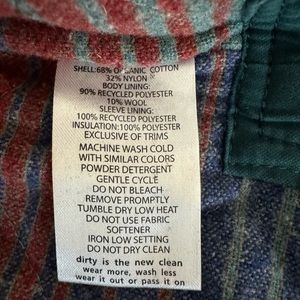 SHELL:68% ORGANIC COTTON
32% NYLON
BODY LINING:
90% RECYCLED POLYESTER
10% WOOL
SLEEVE LINING:
100% RECYCLED POLYESTER
INSULATION:100% POLYESTER
EXCLUSIVE OF TRIMS
MACHINE WASH COLD
WITH SIMILAR COLORS
POWDER DETERGENT
GENTLE CYCLE
DO NOT BLEACH
REMOVE PROMPTLY
TUMBLE DRY LOW HEAT
DO NOT USE FABRIC
SOFTENER
IRON LOW SETTING
DO NOT DRY CLEAN
dirty is the new clean
wear more, wash less
wear it out or pass it on